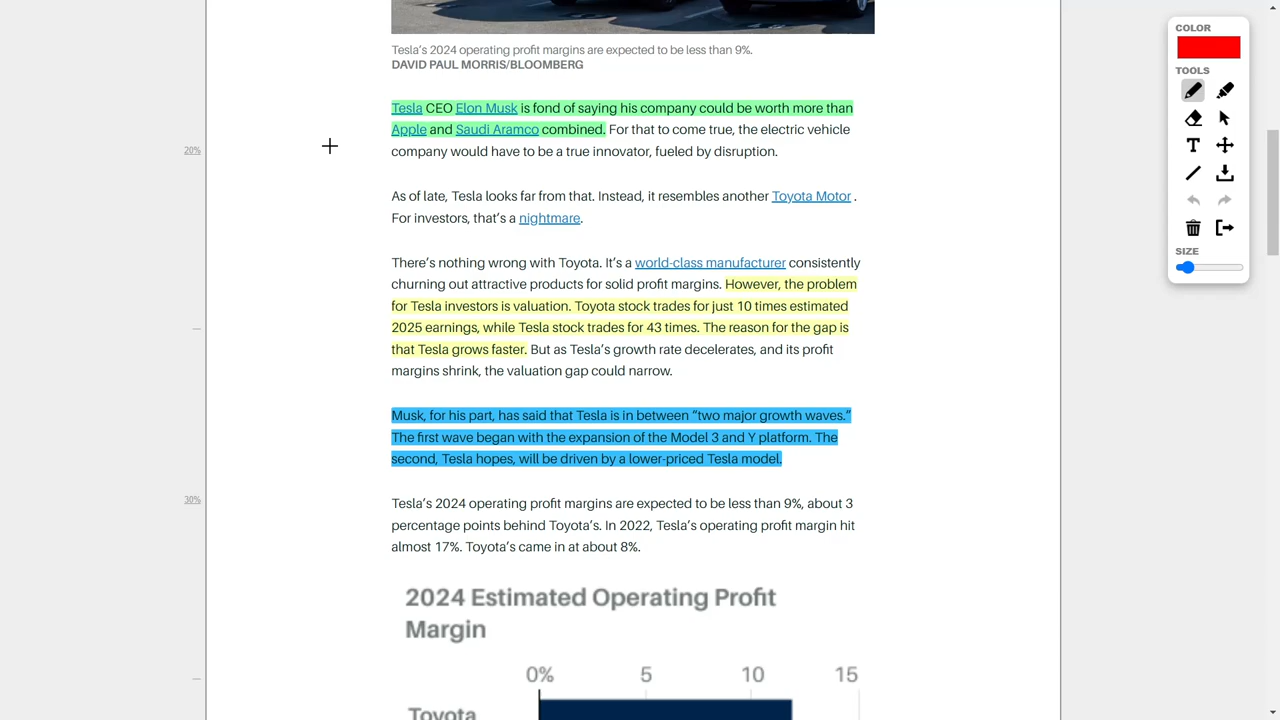 Tesla’s 2024 operating profit margins are expected to be less than 9%.
DAVID PAUL MORRIS/BLOOMBERG
Tesla CEO Elon Musk is fond of saying his company could be worth more than
Apple and Saudi Aramco combined. For that to come true, the electric vehicle
company would have to be a true innovator, fueled by disruption.
As of late, Tesla looks far from that. Instead, it resembles another Toyota Motor .
For investors, that’s a nightmare.
There’s nothing wrong with Toyota. It’s a world-class manufacturer consistently
churning out attractive products for solid profit margins. However, the problem
for Tesla investors is valuation. Toyota stock trades for just 10 times estimated
2025 earnings, while Tesla stock trades for 43 times. The reason for the gap is
that Tesla grows faster. But as Tesla’s growth rate decelerates, and its profit
margins shrink, the valuation gap could narrow.
Musk, for his part, has said that Tesla is in between “two major growth waves.”
The first wave began with the expansion of the Model 3 and Y platform. The
second, Tesla hopes, will be driven by a lower-priced Tesla model.
Tesla’s 2024 operating profit margins are expected to be less than 9%, about 3
percentage points behind Toyota’s. In 2022, Tesla’s operating profit margin hit
almost 17%. Toyota’s came in at about 8%.
2024 Estimated Operating Profit
Margin
0% 5 10 15
Toyota
20%
30%
COLOR
TOOLS
T
SIZE